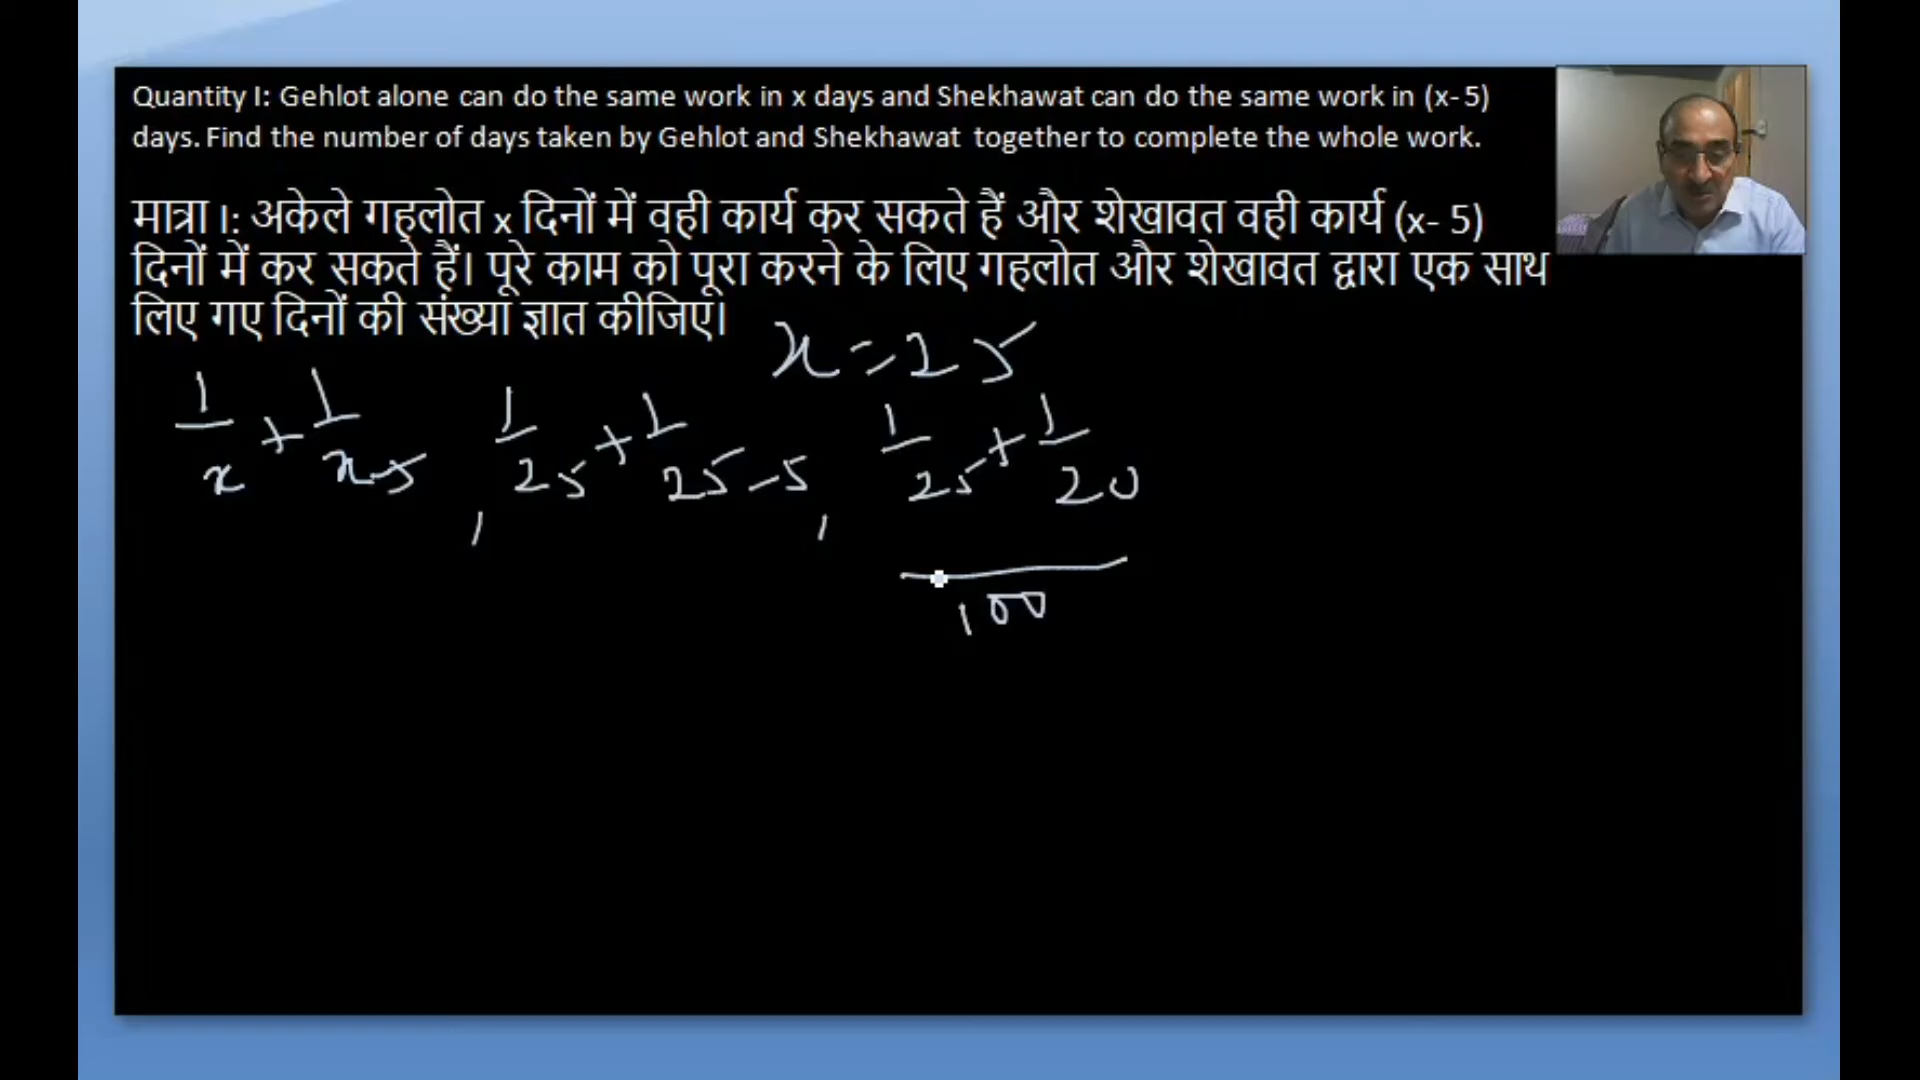 Quantity I: Gehlot alone can do the same work in x days and Shekhawat can do the same work in (x- 5)
days. Find the number of days taken by Gehlot and Shekhawat together to complete the whole work.
मात्रा I: अकेले गहलोत x दिनों में वही कार्य कर सकते हैं और शेखावत वही कार्य (x- 5)
दिनों में कर सकते हैं। पूरे काम को पूरा करने के लिए गहलोत और शेखावत द्वारा एक साथ
लिए गए दिनों की संख्या ज्ञात कीजिए।
x=25
1/x + 1/x-5, 1/25 + 1/25-5, 1/25 + 1/20
100